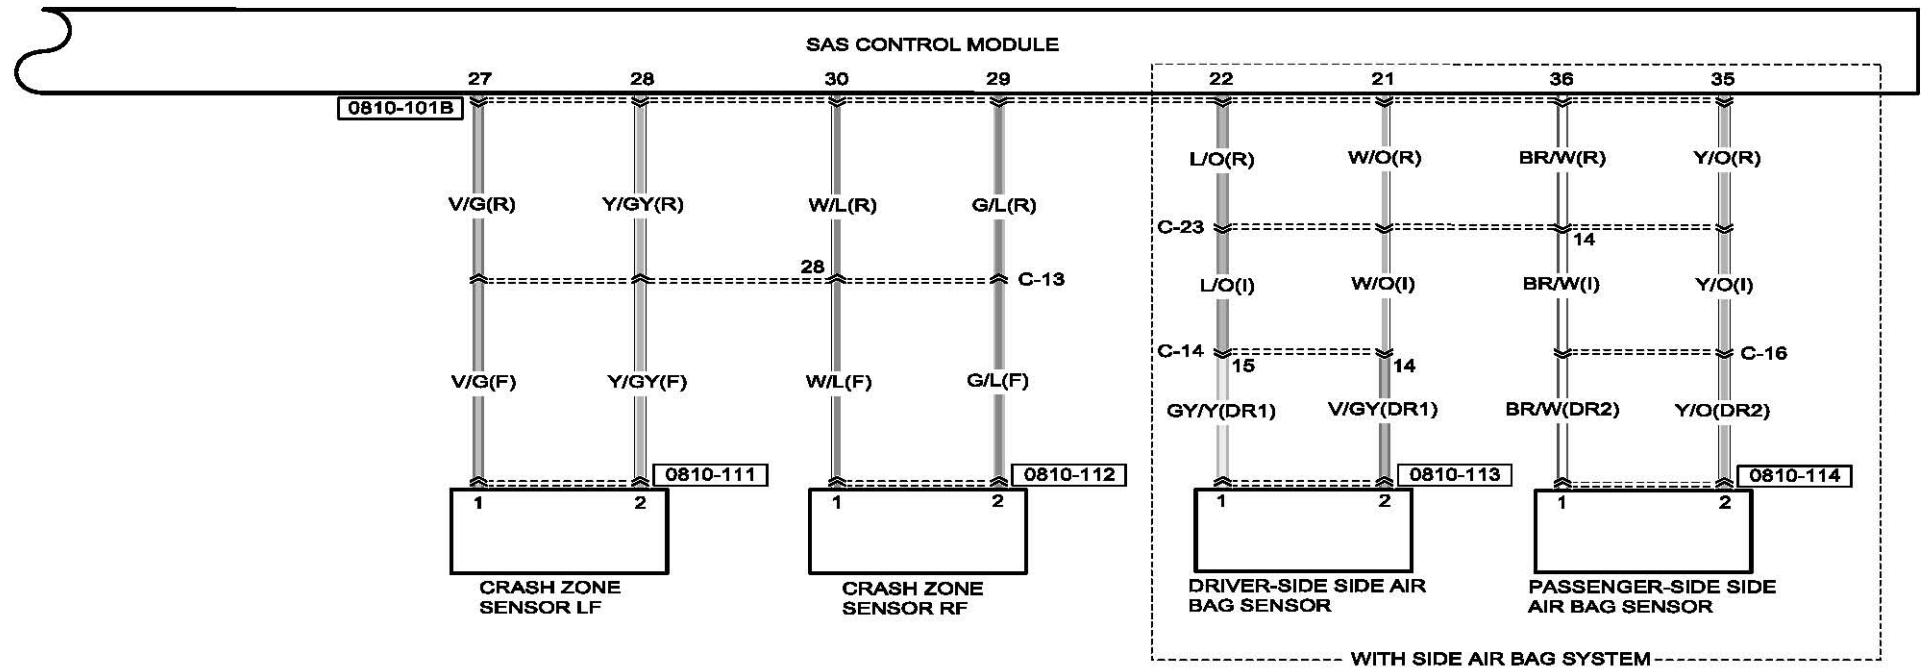 SAS CONTROL MODULE
27 28 30 29 22 21 36 35
0810-101B
L/O(R) W/O(R) BR/W(R) Y/O(R)
V/G(R) Y/GY(R) W/L(R) G/L(R)
C-23
14
28
C-13
L/O(I) W/O(I) BR/W(I) Y/O(I)
C-14
15
14
C-16
V/G(F) Y/GY(F) W/L(F) G/L(F)
GY/Y(DR1) V/GY(DR1) BR/W(DR2) Y/O(DR2)
0810-111 0810-112 0810-113 0810-114
1 2 1 2 1 2 1 2
CRASH ZONE
SENSOR LF
CRASH ZONE
SENSOR RF
DRIVER-SIDE SIDE AIR
BAG SENSOR
PASSENGER-SIDE SIDE
AIR BAG SENSOR
WITH SIDE AIR BAG SYSTEM